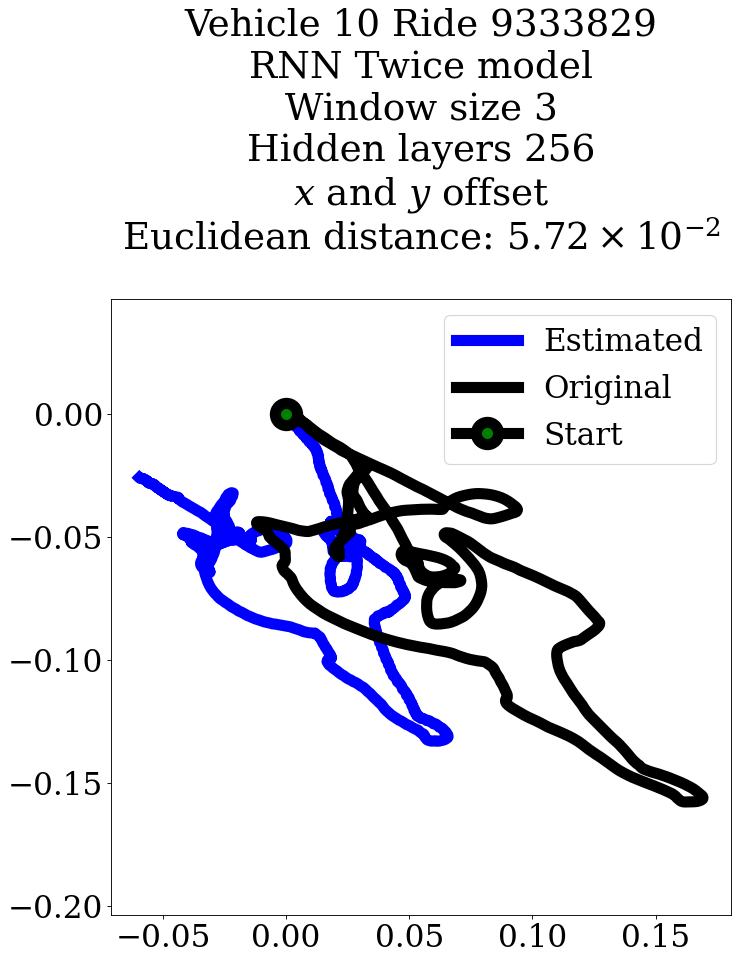 Vehicle 10 Ride 9333829
RNN Twice model
Window size 3
Hidden layers 256
x and y offset
Euclidean distance: 5.72 × 10⁻²
Estimated
Original
Start
0.00
−0.05
−0.10
−0.15
−0.20
−0.05 0.00 0.05 0.10 0.15